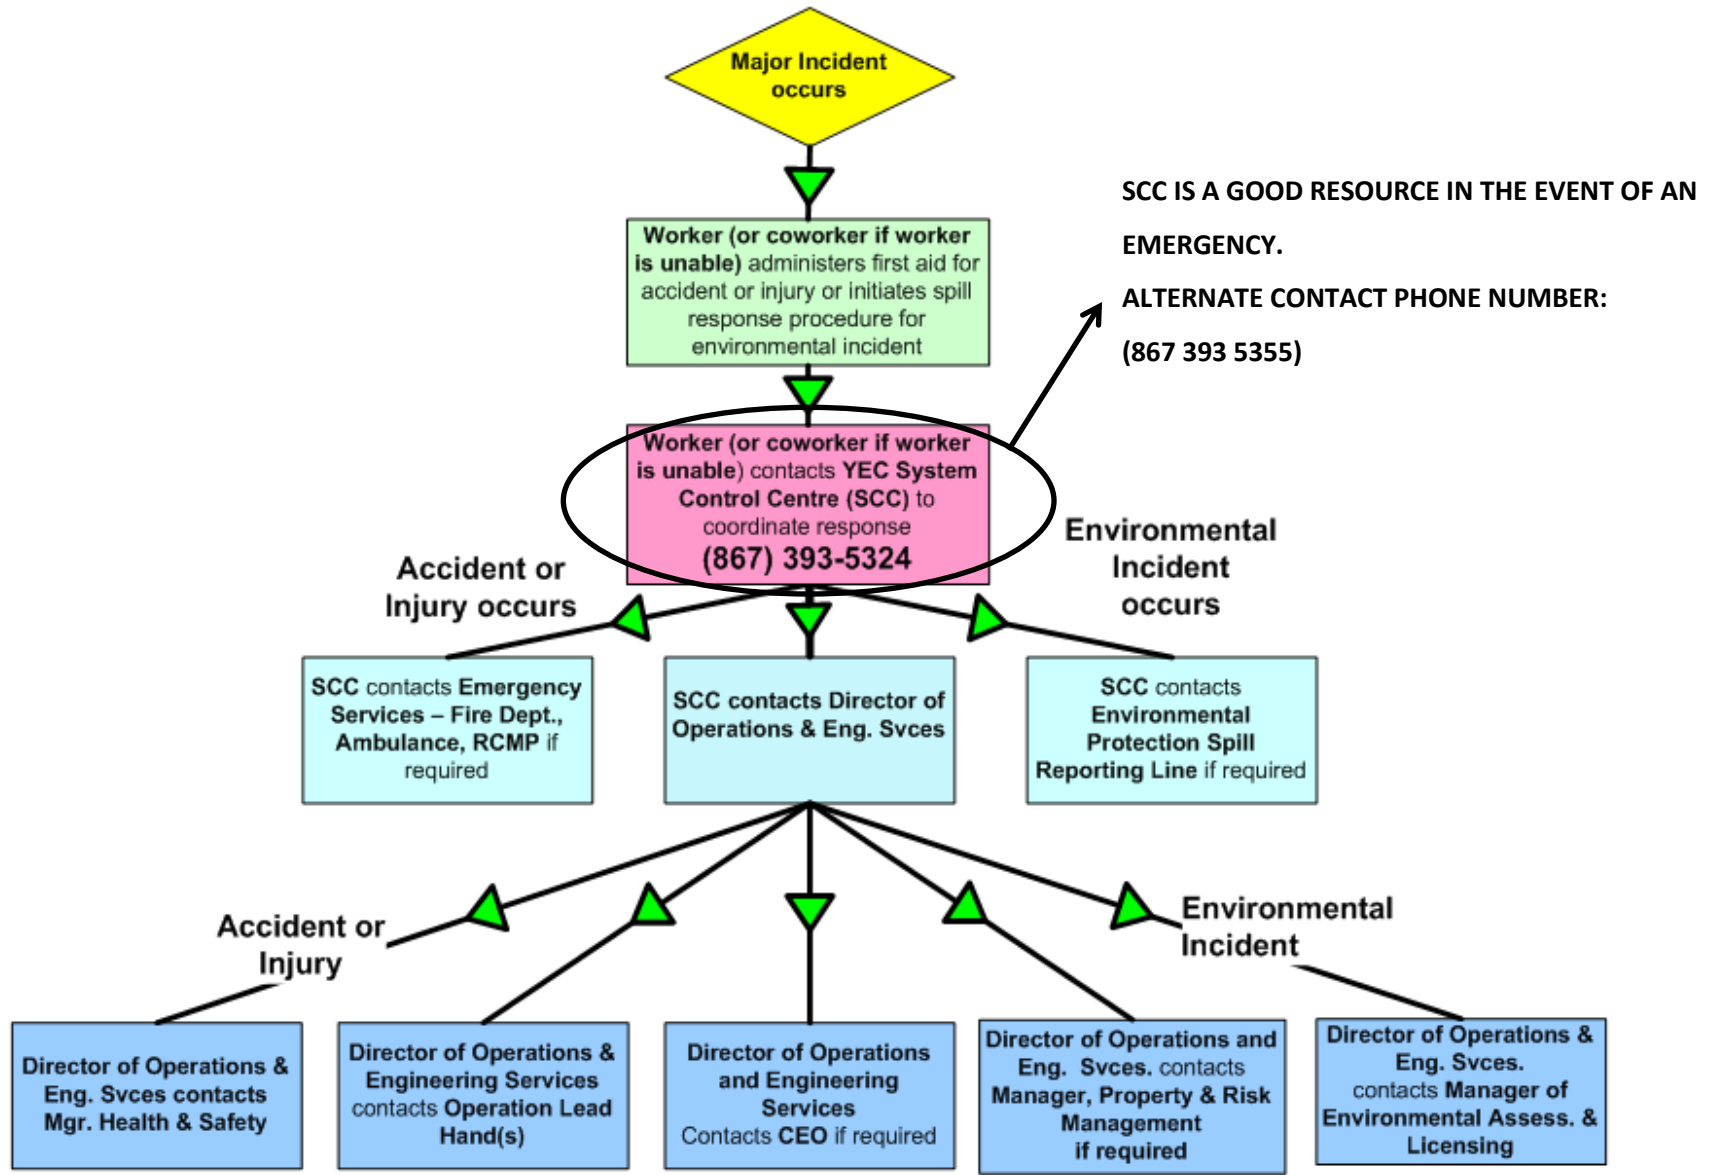 Major Incident
occurs
SCC IS A GOOD RESOURCE IN THE EVENT OF AN
EMERGENCY.
ALTERNATE CONTACT PHONE NUMBER:
(867 393 5355)
Worker (or coworker if worker
is unable) administers first aid for
accident or injury or initiates spill
response procedure for
environmental incident
Worker (or coworker if worker
is unable) contacts YEC System
Control Centre (SCC) to
coordinate response
(867) 393-5324
Accident or
Injury occurs
Environmental
Incident
occurs
SCC contacts Emergency
Services – Fire Dept.,
Ambulance, RCMP if
required
SCC contacts Director of
Operations & Eng. Svces
SCC contacts
Environmental
Protection Spill
Reporting Line if required
Accident or
Injury
Environmental
Incident
Director of Operations &
Eng. Svces contacts
Mgr. Health & Safety
Director of Operations &
Engineering Services
contacts Operation Lead
Hand(s)
Director of Operations
and Engineering
Services
Contacts CEO if required
Director of Operations and
Eng. Svces. contacts
Manager, Property & Risk
Management
if required
Director of Operations &
Eng. Svces.
contacts Manager of
Environmental Assess. &
Licensing